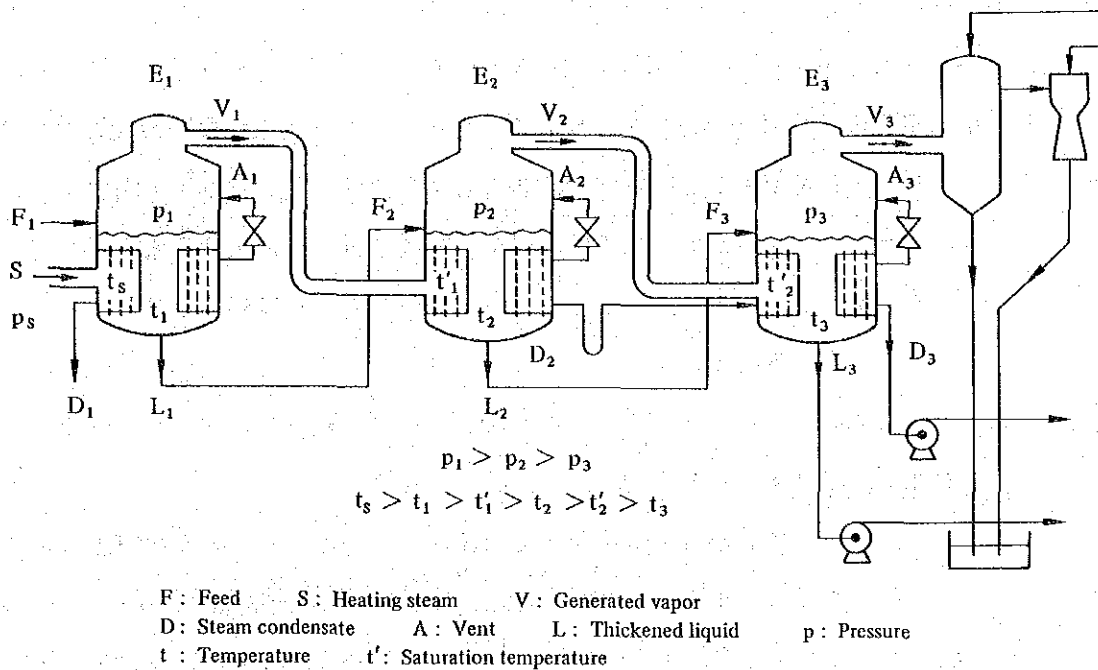 E₁ E₂ E₃
V₁ V₂ V₃
A₁ A₂ A₃
F₁ p₁ F₂ p₂ F₃ p₃
S tₛ t'₁ t'₂
pₛ t₁ t₂ t₃
D₁ L₁ D₂ L₂ L₃ D₃
p₁ > p₂ > p₃
tₛ > t₁ > t'₁ > t₂ > t'₂ > t₃
F : Feed S : Heating steam V : Generated vapor
D : Steam condensate A : Vent L : Thickened liquid p : Pressure
t : Temperature t' : Saturation temperature